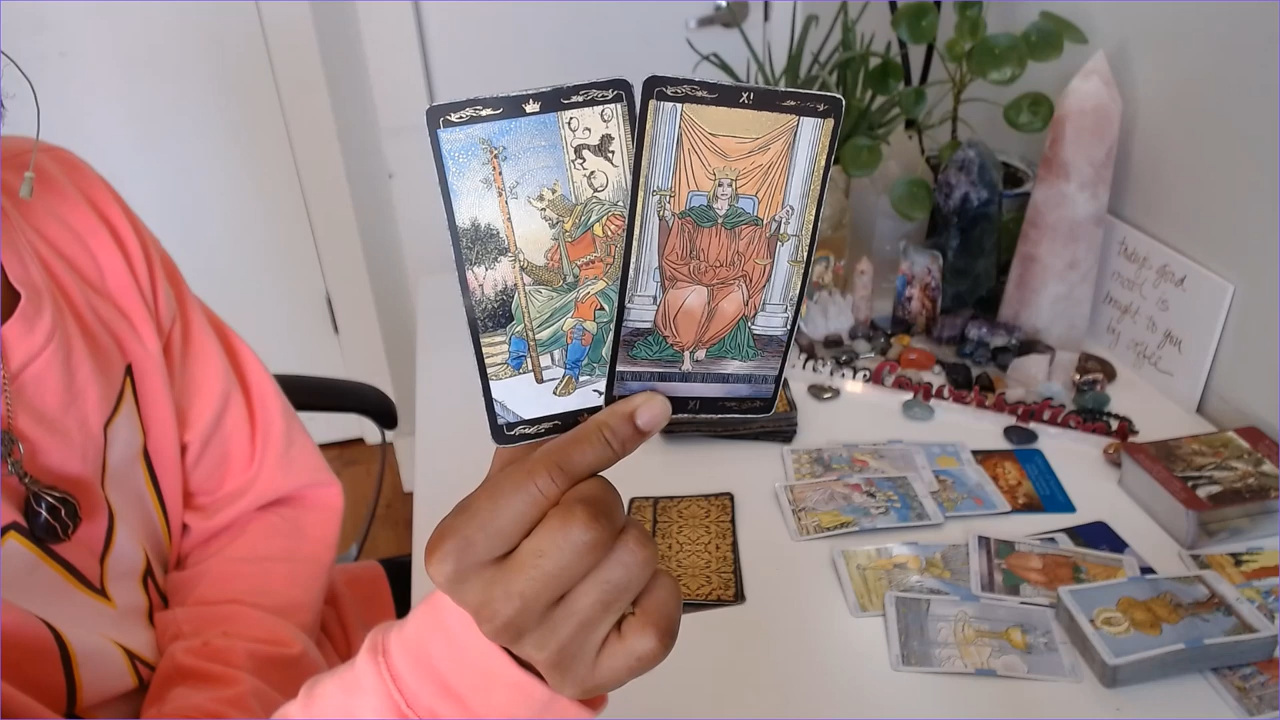 XI
XI
today's good
mood is
brought to you
by coffee
Conversations